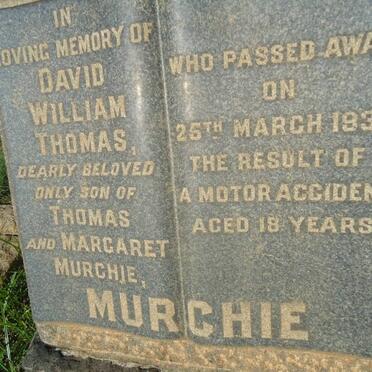 IN
LOVING MEMORY OF
DAVID
WILLIAM
THOMAS,
DEARLY BELOVED
ONLY SON OF
THOMAS
AND MARGARET
MURCHIE,
WHO PASSED AWA
ON
25TH MARCH 193
THE RESULT OF
A MOTOR ACCIDEN
AGED 18 YEARS
MURCHIE